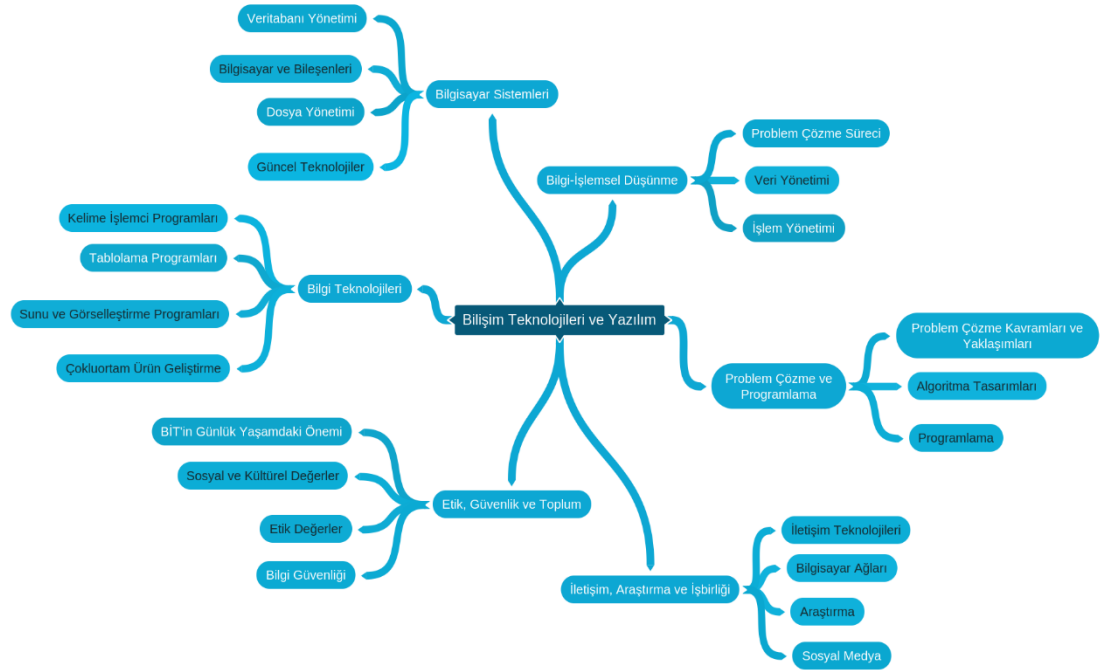 Bilişim Teknolojileri ve Yazılım
Bilgisayar Sistemleri
Veritabanı Yönetimi
Bilgisayar ve Bileşenleri
Dosya Yönetimi
Güncel Teknolojiler
Bilgi-İşlemsel Düşünme
Problem Çözme Süreci
Veri Yönetimi
İşlem Yönetimi
Bilgi Teknolojileri
Kelime İşlemci Programları
Tablolama Programları
Sunu ve Görselleştirme Programları
Çokluortam Ürün Geliştirme
Problem Çözme ve
Programlama
Problem Çözme Kavramları ve
Yaklaşımları
Algoritma Tasarımları
Programlama
Etik, Güvenlik ve Toplum
BİT'in Günlük Yaşamdaki Önemi
Sosyal ve Kültürel Değerler
Etik Değerler
Bilgi Güvenliği
İletişim, Araştırma ve İşbirliği
İletişim Teknolojileri
Bilgisayar Ağları
Araştırma
Sosyal Medya